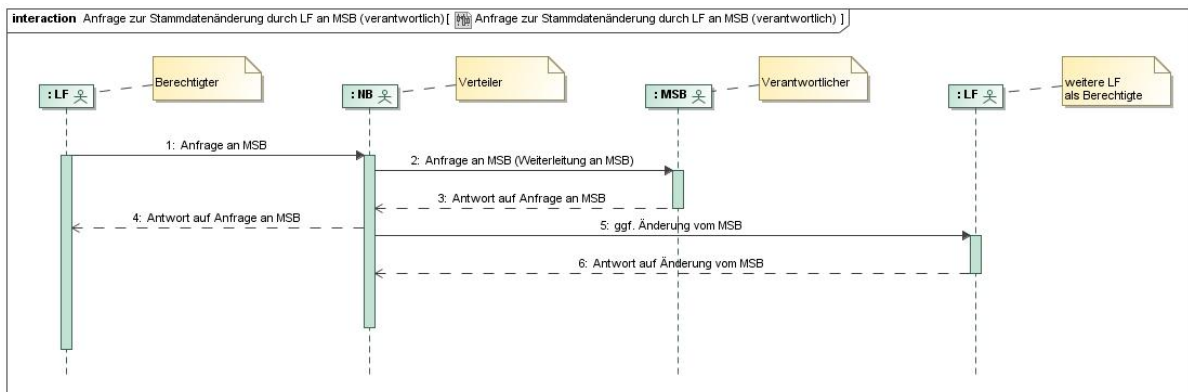 interaction Anfrage zur Stammdatenänderung durch LF an MSB (verantwortlich)[ Anfrage zur Stammdatenänderung durch LF an MSB (verantwortlich) ]
Berechtigter
Verteiler
Verantwortlicher
weitere LF
als Berechtigte
: LF
: NB
: MSB
: LF
1: Anfrage an MSB
2: Anfrage an MSB (Weiterleitung an MSB)
3: Antwort auf Anfrage an MSB
4: Antwort auf Anfrage an MSB
5: ggf. Änderung vom MSB
6: Antwort auf Änderung vom MSB